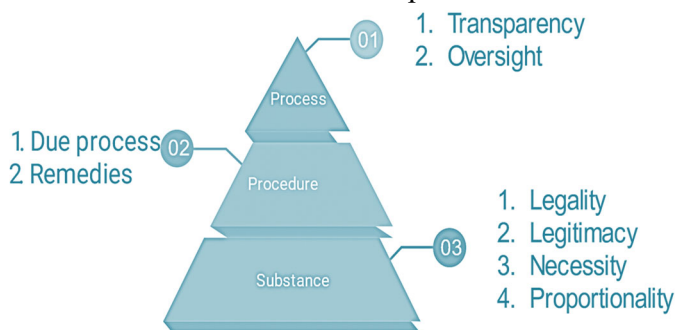 01
1. Transparency
2. Oversight
Process
1. Due process
2. Remedies
02
Procedure
1. Legality
2. Legitimacy
3. Necessity
4. Proportionality
03
Substance